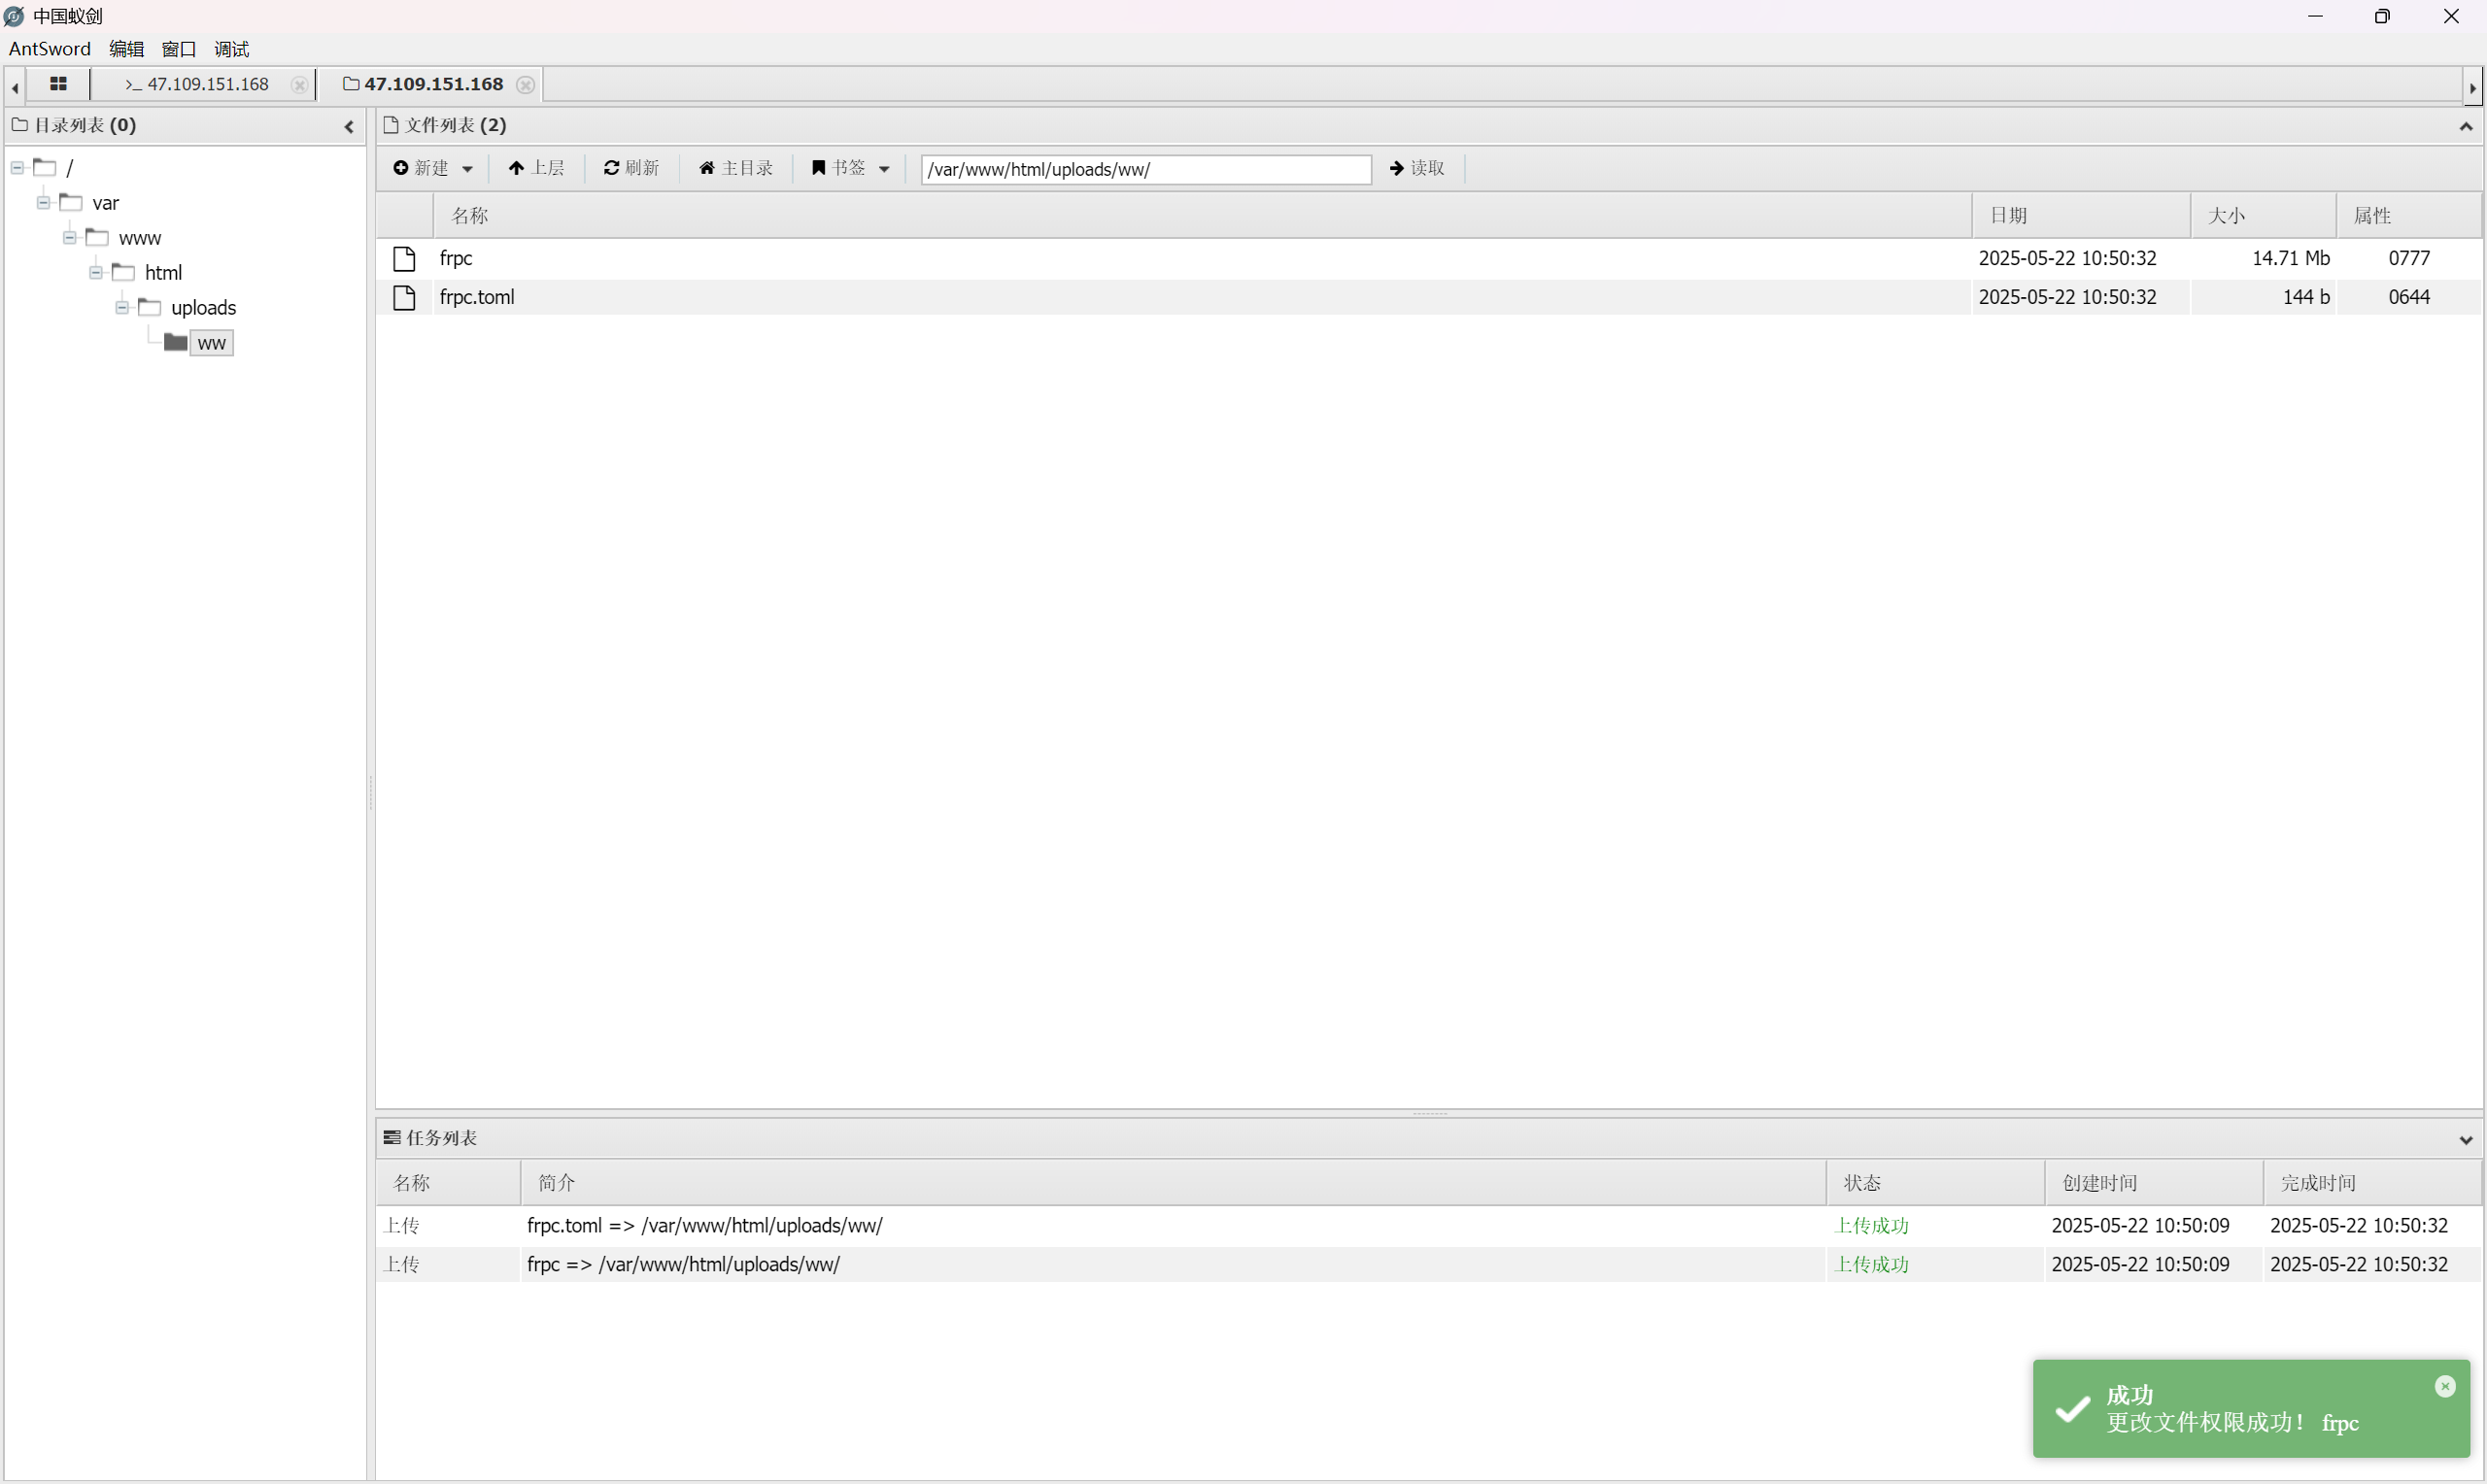 中国蚁剑
AntSword 编辑 窗口 调试
>_ 47.109.151.168 47.109.151.168
目录列表 (0)
/
var
www
html
uploads
ww
文件列表 (2)
新建 上层 刷新 主目录 书签 /var/www/html/uploads/ww/ 读取
名称 日期 大小 属性
frpc 2025-05-22 10:50:32 14.71 Mb 0777
frpc.toml 2025-05-22 10:50:32 144 b 0644
任务列表
名称 简介 状态 创建时间 完成时间
上传 frpc.toml => /var/www/html/uploads/ww/ 上传成功 2025-05-22 10:50:09 2025-05-22 10:50:32
上传 frpc => /var/www/html/uploads/ww/ 上传成功 2025-05-22 10:50:09 2025-05-22 10:50:32
成功
更改文件权限成功! frpc